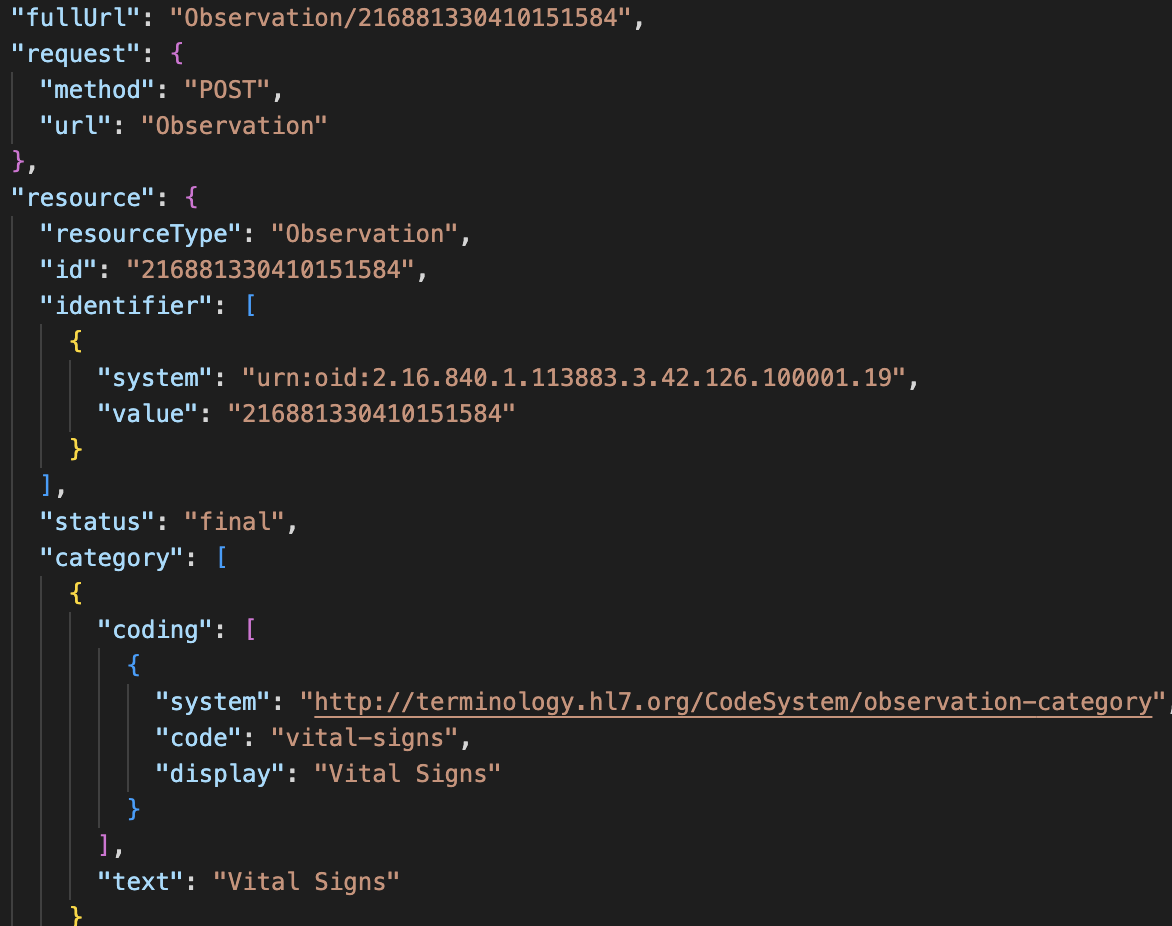 "fullUrl": "Observation/216881330410151584",
"request": {
"method": "POST",
"url": "Observation"
},
"resource": {
"resourceType": "Observation",
"id": "216881330410151584",
"identifier": [
{
"system": "urn:oid:2.16.840.1.113883.3.42.126.100001.19",
"value": "216881330410151584"
}
],
"status": "final",
"category": [
{
"coding": [
{
"system": "http://terminology.hl7.org/CodeSystem/observation-category",
"code": "vital-signs",
"display": "Vital Signs"
}
],
"text": "Vital Signs"
}